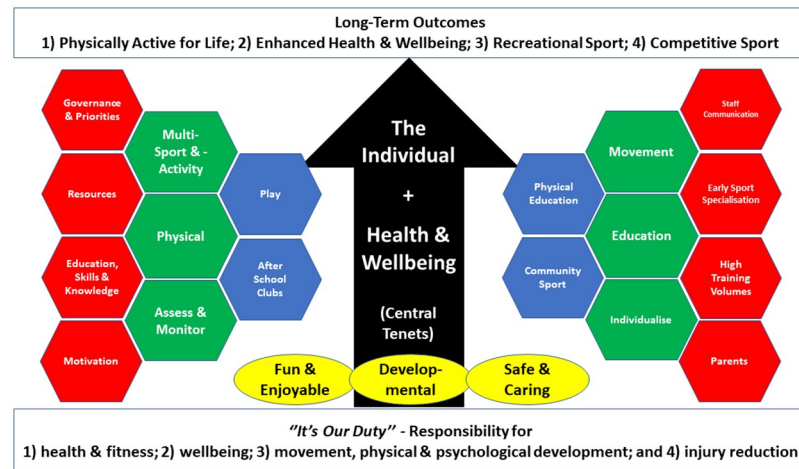 Long-Term Outcomes
1) Physically Active for Life; 2) Enhanced Health & Wellbeing; 3) Recreational Sport; 4) Competitive Sport
Governance
& Priorities
Resources
Education,
Skills &
Knowledge
Motivation
Multi-
Sport & -
Activity
Physical
Assess &
Monitor
Play
After
School
Clubs
The
Individual
+
Health &
Wellbeing
(Central
Tenets)
Fun &
Enjoyable
Develop-
mental
Safe &
Caring
Physical
Education
Community
Sport
Movement
Education
Individualise
Staff
Communication
Early Sport
Specialisation
High
Training
Volumes
Parents
"It's Our Duty" - Responsibility for
1) health & fitness; 2) wellbeing; 3) movement, physical & psychological development; and 4) injury reduction